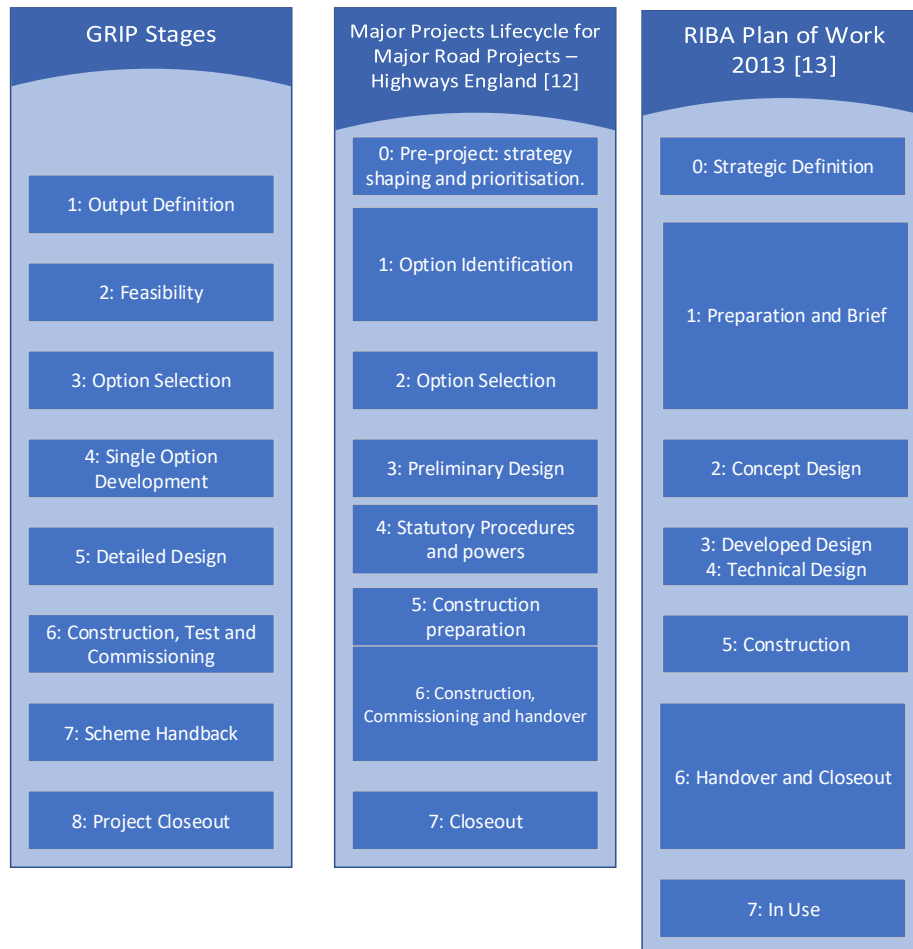 GRIP Stages
1: Output Definition
2: Feasibility
3: Option Selection
4: Single Option
Development
5: Detailed Design
6: Construction, Test and
Commissioning
7: Scheme Handback
8: Project Closeout
Major Projects Lifecycle for
Major Road Projects –
Highways England [12]
0: Pre-project: strategy
shaping and prioritisation.
1: Option Identification
2: Option Selection
3: Preliminary Design
4: Statutory Procedures
and powers
5: Construction
preparation
6: Construction,
Commissioning and handover
7: Closeout
RIBA Plan of Work
2013 [13]
0: Strategic Definition
1: Preparation and Brief
2: Concept Design
3: Developed Design
4: Technical Design
5: Construction
6: Handover and Closeout
7: In Use